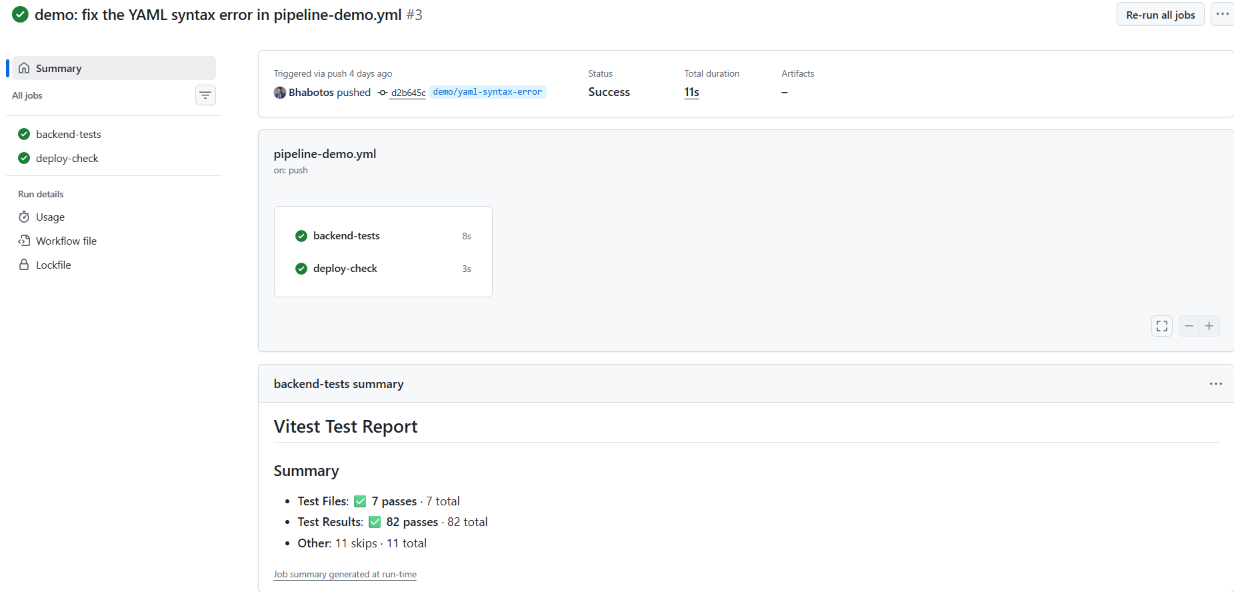 demo: fix the YAML syntax error in pipeline-demo.yml #3
Re-run all jobs
Summary
All jobs
backend-tests
deploy-check
Run details
Usage
Workflow file
Lockfile
Triggered via push 4 days ago
Bhabotos pushed d2b645c demo/yaml-syntax-error
Status
Success
Total duration
11s
Artifacts
–
pipeline-demo.yml
on: push
backend-tests 8s
deploy-check 3s
backend-tests summary
Vitest Test Report
Summary
• Test Files: ✅ 7 passes · 7 total
• Test Results: ✅ 82 passes · 82 total
• Other: 11 skips · 11 total
Job summary generated at run-time